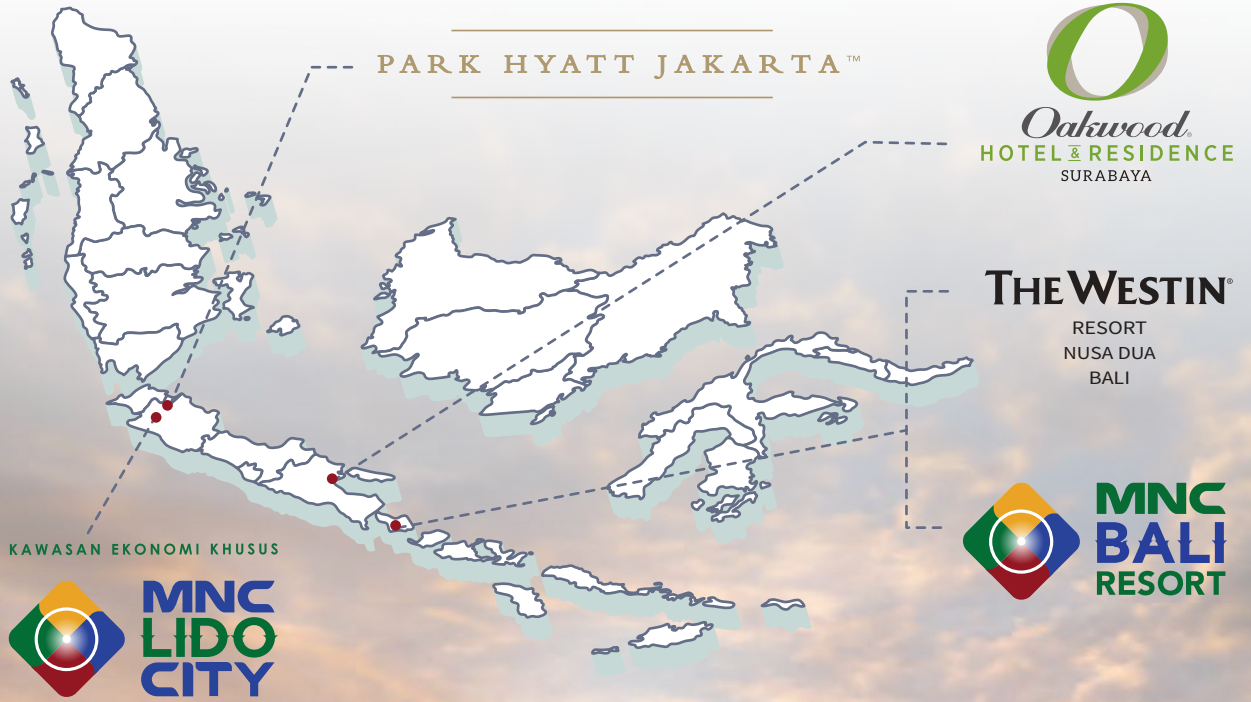 PARK HYATT JAKARTA™
Oakwood®
HOTEL & RESIDENCE
SURABAYA
THE WESTIN®
RESORT
NUSA DUA
BALI
MNC
BALI
RESORT
KAWASAN EKONOMI KHUSUS
MNC
LIDO
CITY